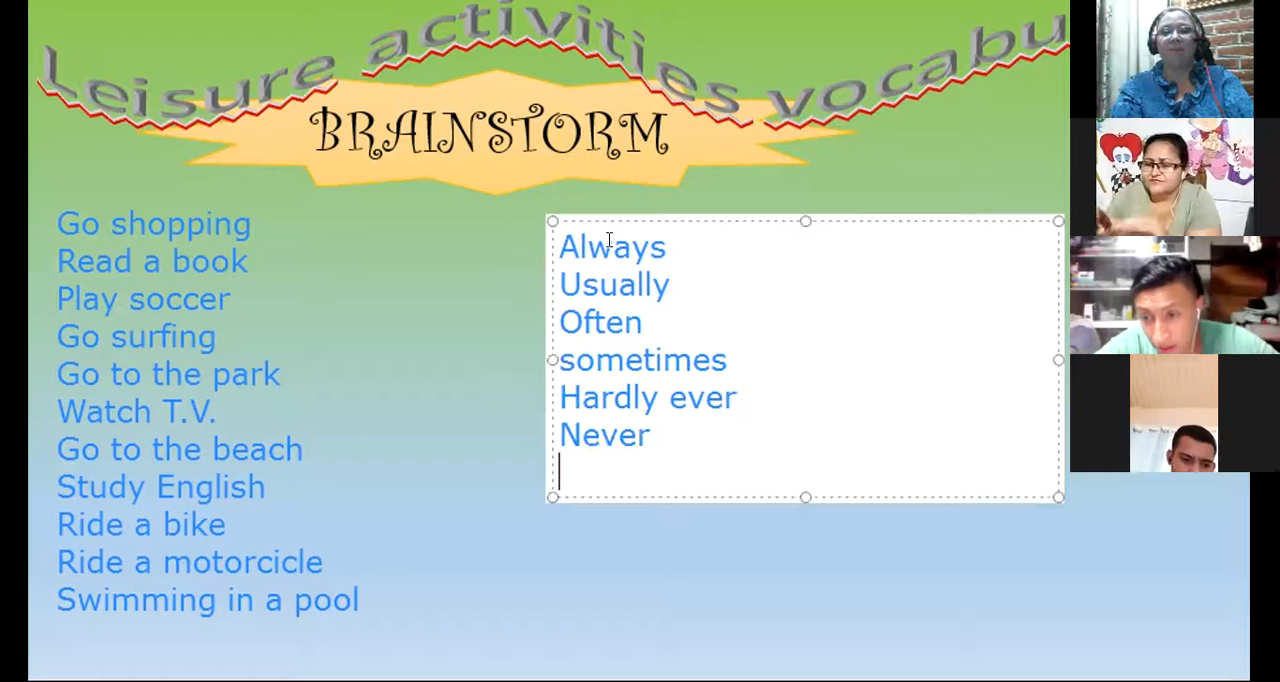 Leisure activities vocabu
BRAINSTORM
Go shopping
Read a book
Play soccer
Go surfing
Go to the park
Watch T.V.
Go to the beach
Study English
Ride a bike
Ride a motorcicle
Swimming in a pool
Always
Usually
Often
sometimes
Hardly ever
Never